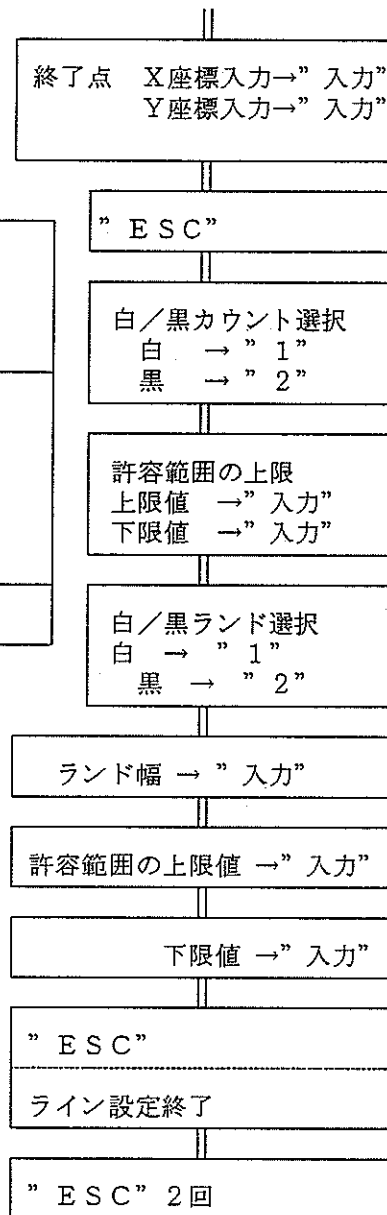 終了点 X座標入力→” 入力”
Y座標入力→” 入力”
” ESC”
白／黒カウント選択
白 → ” 1”
黒 → ” 2”
許容範囲の上限
上限値 →” 入力”
下限値 →” 入力”
白／黒ランド選択
白 → ” 1”
黒 → ” 2”
ランド幅 → ” 入力”
許容範囲の上限値 →” 入力”
下限値 →” 入力”
” ESC”
ライン設定終了
” ESC” 2回